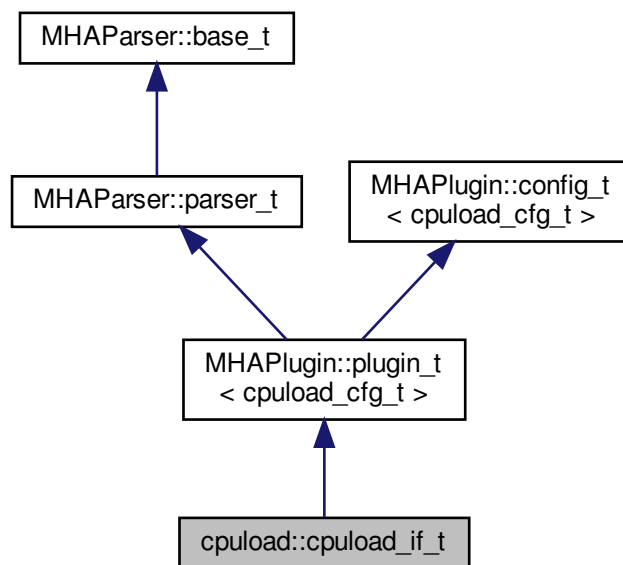 MHAParser::base_t
MHAParser::parser_t
MHAPlugin::config_t
< cpuload_cfg_t >
MHAPlugin::plugin_t
< cpuload_cfg_t >
cpuload::cpuload_if_t